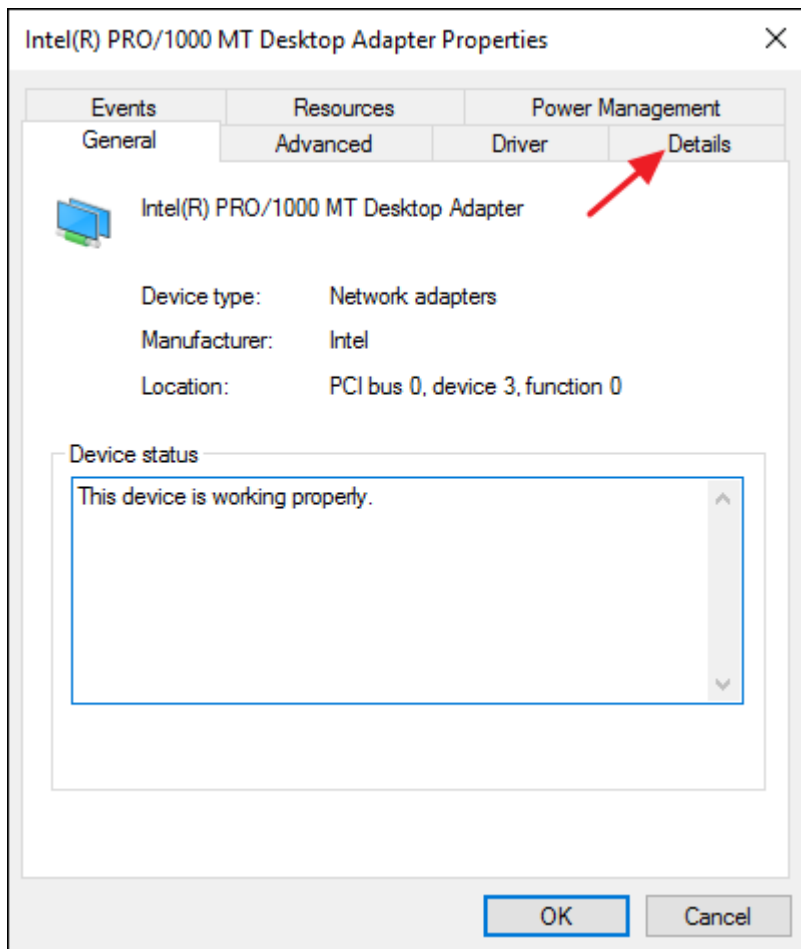 Intel(R) PRO/1000 MT Desktop Adapter Properties
Events Resources Power Management
General Advanced Driver Details
Intel(R) PRO/1000 MT Desktop Adapter
Device type: Network adapters
Manufacturer: Intel
Location: PCI bus 0, device 3, function 0
Device status
This device is working properly.
OK Cancel